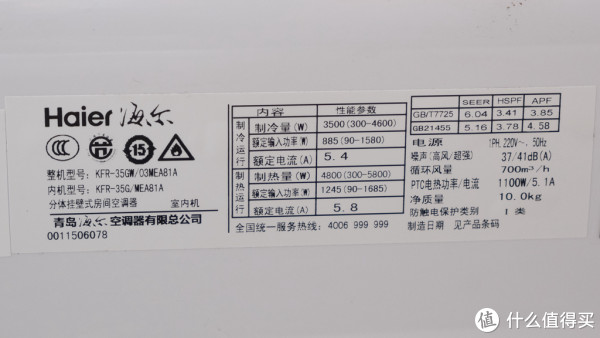 Haier 海尔
CCC 15
整机型号: KFR-35GW/03MEA81A
内机型号: KFR-35G/MEA81A
分体挂壁式房间空调器 室内机
青岛海尔空调器有限总公司
0011506078
内容 性能参数
制冷运行 制冷量(W) 3500(300-4600)
额定输入功率(W) 885(90-1580)
额定电流(A) 5.4
制热运行 制热量(W) 4800(300-5800)
额定输入功率(W) 1245(90-1685)
额定电流(A) 5.8
全国统一服务热线: 4006 999 999
SEER HSPF APF
GB/T7725 6.04 3.41 3.85
GB21455 5.16 3.78 4.58
电源 1PH, 220V~, 50Hz
噪声(高风/超强) 37/41dB(A)
循环风量 700m³/h
PTC电热功率/电流 1100W/5.1A
净质量 10.0kg
防触电保护类别 I 类
制造日期 见产品条码
值 什么值得买